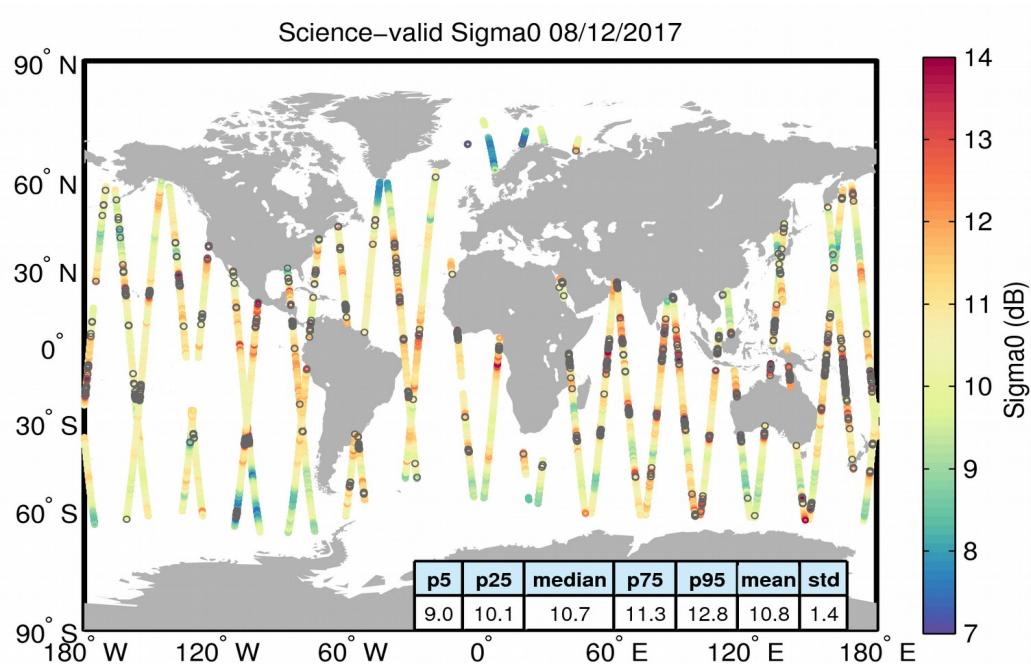 Science−valid Sigma0 08/12/2017
90° N
60° N
30° N
0°
30° S
60° S
90° S
180° W
120° W
60° W
0°
60° E
120° E
180° E
14
13
12
11
10
9
8
7
Sigma0 (dB)
p5 p25 median p75 p95 mean std
9.0 10.1 10.7 11.3 12.8 10.8 1.4